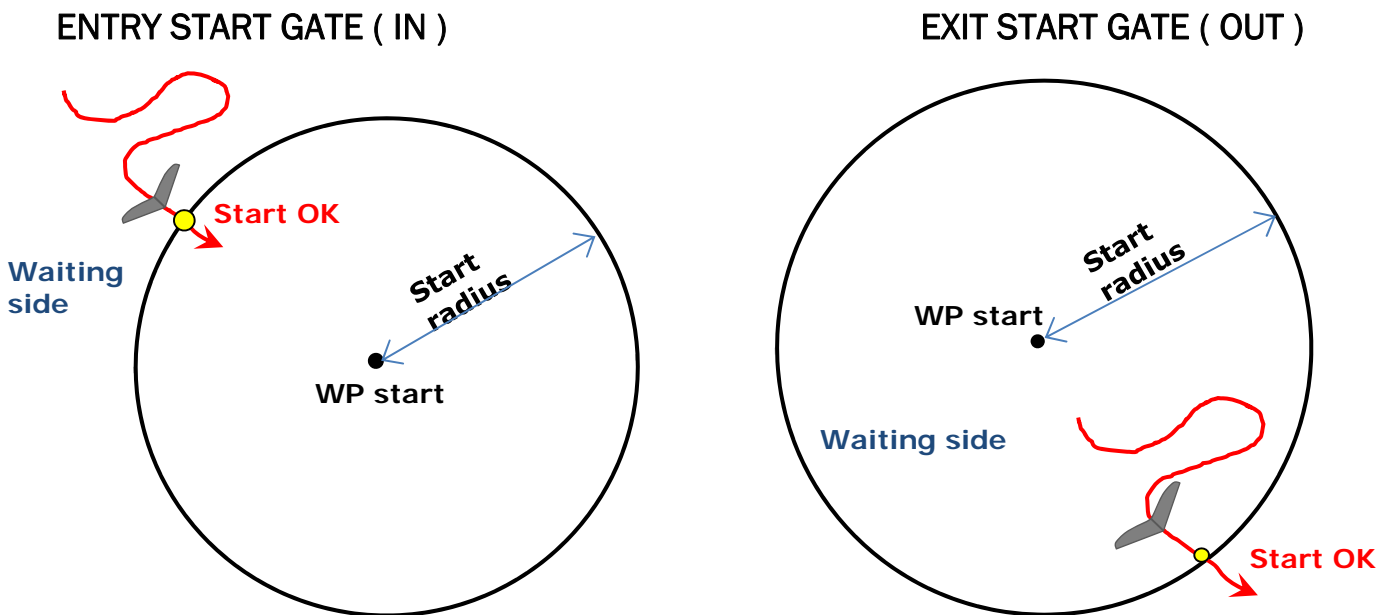 ENTRY START GATE ( IN )
Start OK
Waiting
side
Start
radius
WP start
EXIT START GATE ( OUT )
Start
radius
WP start
Waiting side
Start OK